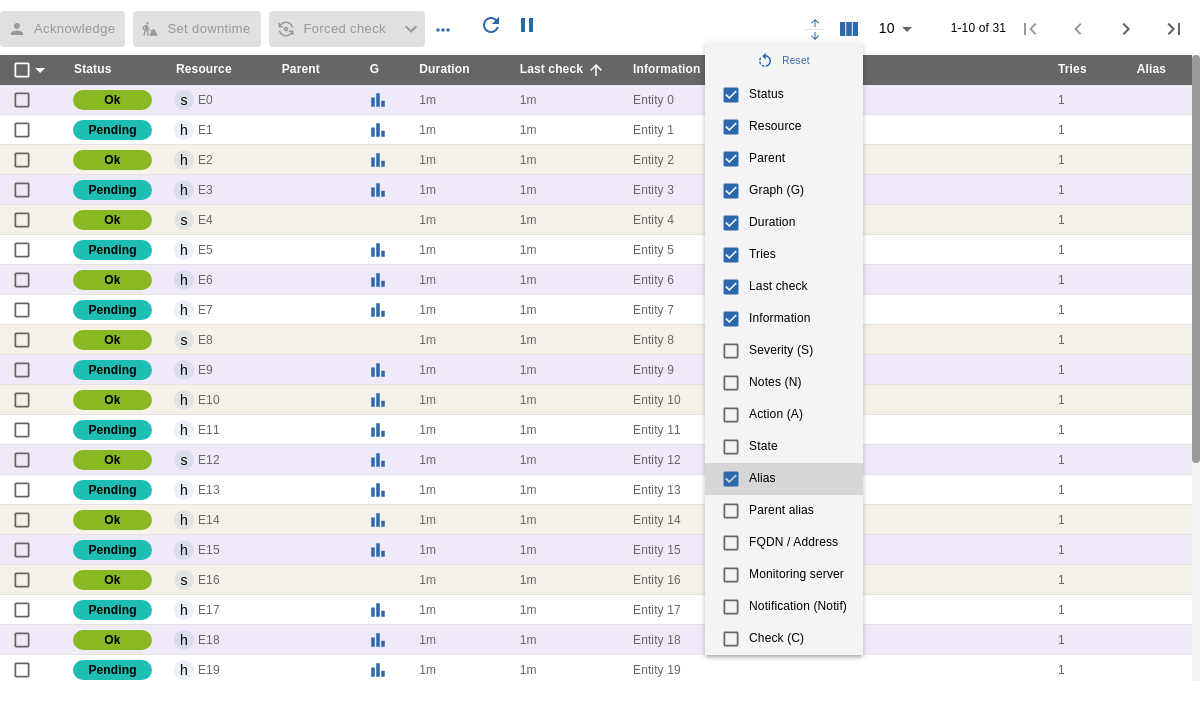 Acknowledge Set downtime Forced check 10 1-10 of 31
Status Resource Parent G Duration Last check Information Tries Alias
Reset
Status
Resource
Parent
Graph (G)
Duration
Tries
Last check
Information
Severity (S)
Notes (N)
Action (A)
State
Alias
Parent alias
FQDN / Address
Monitoring server
Notification (Notif)
Check (C)
Ok s E0 1m 1m Entity 0 1
Pending h E1 1m 1m Entity 1 1
Ok h E2 1m 1m Entity 2 1
Pending h E3 1m 1m Entity 3 1
Ok s E4 1m 1m Entity 4 1
Pending h E5 1m 1m Entity 5 1
Ok h E6 1m 1m Entity 6 1
Pending h E7 1m 1m Entity 7 1
Ok s E8 1m 1m Entity 8 1
Pending h E9 1m 1m Entity 9 1
Ok h E10 1m 1m Entity 10 1
Pending h E11 1m 1m Entity 11 1
Ok s E12 1m 1m Entity 12 1
Pending h E13 1m 1m Entity 13 1
Ok h E14 1m 1m Entity 14 1
Pending h E15 1m 1m Entity 15 1
Ok s E16 1m 1m Entity 16 1
Pending h E17 1m 1m Entity 17 1
Ok h E18 1m 1m Entity 18 1
Pending h E19 1m 1m Entity 19 1